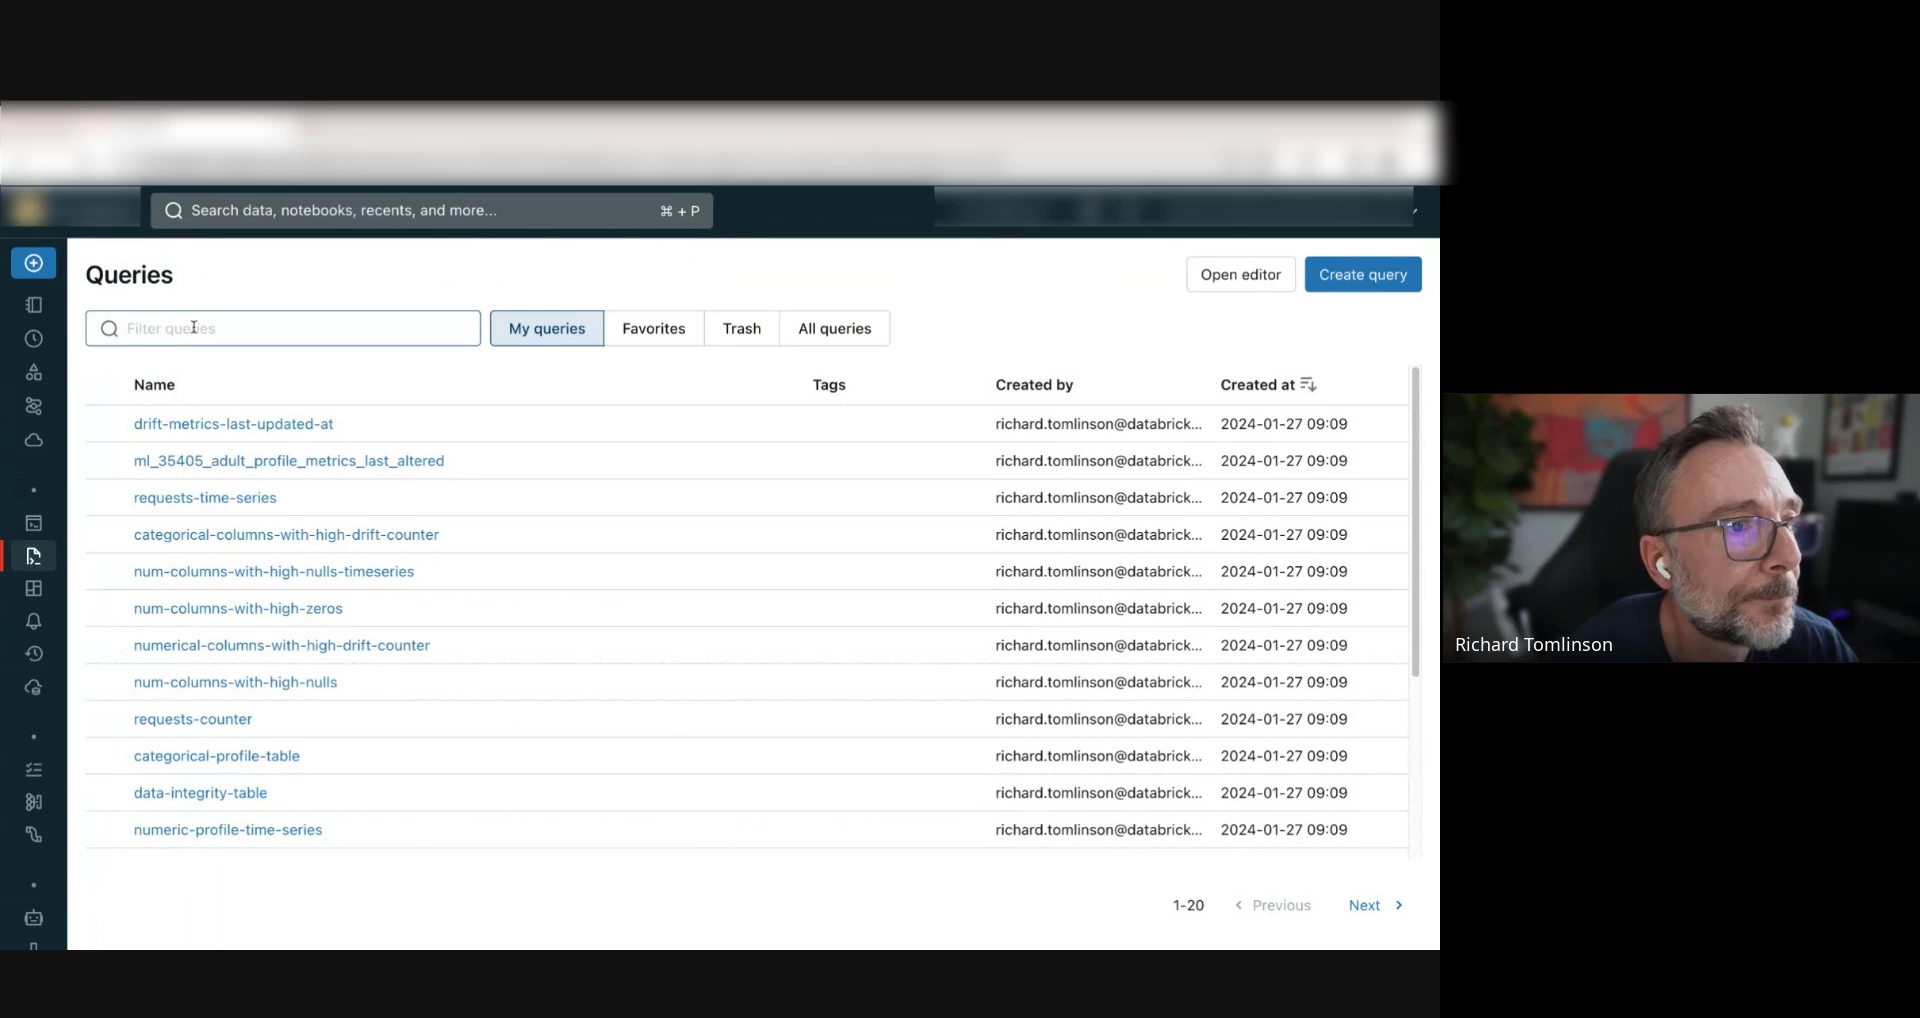 Search data, notebooks, recents, and more... ⌘ + P
Queries
Open editor
Create query
Filter queries
My queries
Favorites
Trash
All queries
Name Tags Created by Created at
drift-metrics-last-updated-at richard.tomlinson@databrick... 2024-01-27 09:09
ml_35405_adult_profile_metrics_last_altered richard.tomlinson@databrick... 2024-01-27 09:09
requests-time-series richard.tomlinson@databrick... 2024-01-27 09:09
categorical-columns-with-high-drift-counter richard.tomlinson@databrick... 2024-01-27 09:09
num-columns-with-high-nulls-timeseries richard.tomlinson@databrick... 2024-01-27 09:09
num-columns-with-high-zeros richard.tomlinson@databrick... 2024-01-27 09:09
numerical-columns-with-high-drift-counter richard.tomlinson@databrick... 2024-01-27 09:09
num-columns-with-high-nulls richard.tomlinson@databrick... 2024-01-27 09:09
requests-counter richard.tomlinson@databrick... 2024-01-27 09:09
categorical-profile-table richard.tomlinson@databrick... 2024-01-27 09:09
data-integrity-table richard.tomlinson@databrick... 2024-01-27 09:09
numeric-profile-time-series richard.tomlinson@databrick... 2024-01-27 09:09
1-20 Previous Next
Richard Tomlinson